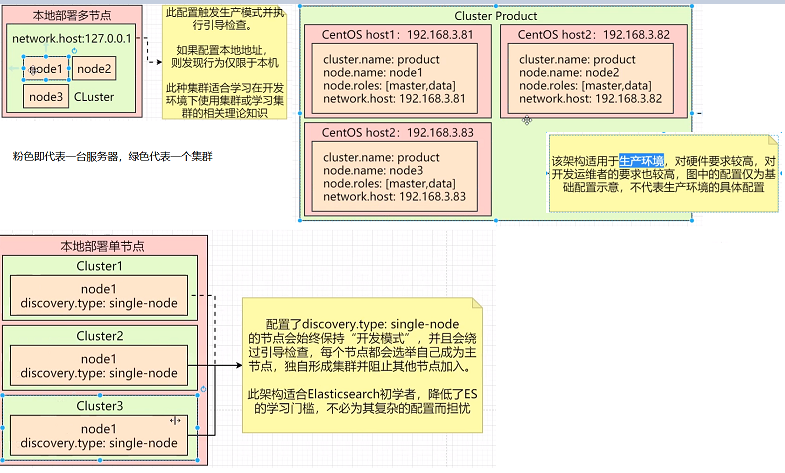 本地部署多节点
network.host:127.0.0.1
node1
node2
node3
CLuster
此配置触发生产模式并执
行引导检查。
如果配置本地地址，
则发现行为仅限于本机
此种集群适合学习在开发
环境下使用集群或学习集
群的相关理论知识
粉色即代表一台服务器，绿色代表一个集群
Cluster Product
CentOS host1：192.168.3.81
cluster.name: product
node.name: node1
node.roles: [master,data]
network.host: 192.168.3.81
CentOS host2：192.168.3.82
cluster.name: product
node.name: node2
node.roles: [master,data]
network.host: 192.168.3.82
CentOS host2：192.168.3.83
cluster.name: product
node.name: node3
node.roles: [master,data]
network.host: 192.168.3.83
该架构适用于生产环境，对硬件要求较高，对
开发运维者的要求也较高，图中的配置仅为基
础配置示意，不代表生产环境的具体配置
本地部署单节点
Cluster1
node1
discovery.type: single-node
Cluster2
node1
discovery.type: single-node
Cluster3
node1
discovery.type: single-node
配置了discovery.type: single-node
的节点会始终保持“开发模式”，并且会绕
过引导检查，每个节点都会选举自己成为主
节点，独自形成集群并阻止其他节点加入。
此架构适合Elasticsearch初学者，降低了ES
的学习门槛，不必为其复杂的配置而担忧